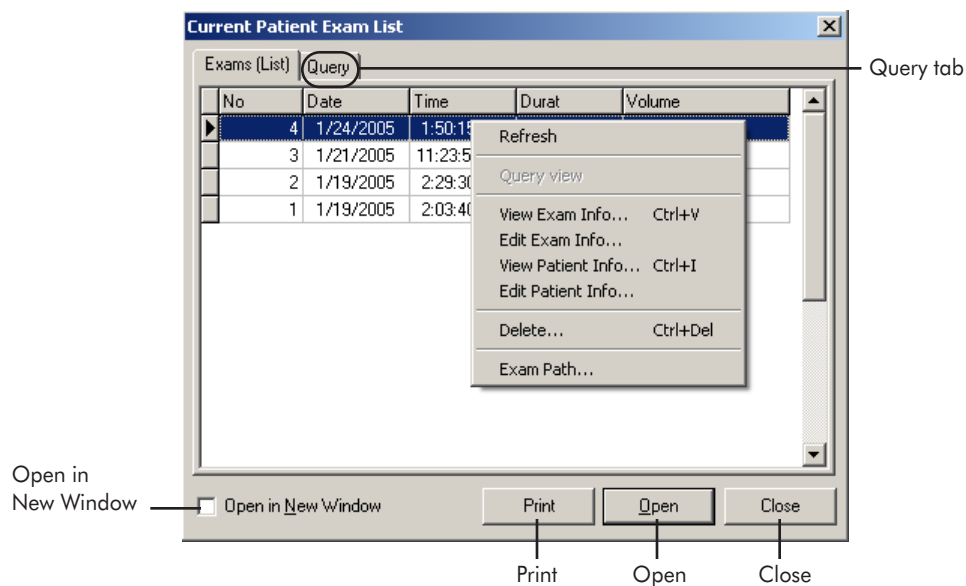 Current Patient Exam List
Exams (List) Query
Query tab
No Date Time Durat Volume
4 1/24/2005 1:50:15
3 1/21/2005 11:23:5
2 1/19/2005 2:29:30
1 1/19/2005 2:03:40
Refresh
Query view
View Exam Info... Ctrl+V
Edit Exam Info...
View Patient Info... Ctrl+I
Edit Patient Info...
Delete... Ctrl+Del
Exam Path...
Open in
New Window
Open in New Window Print Open Close
Print Open Close